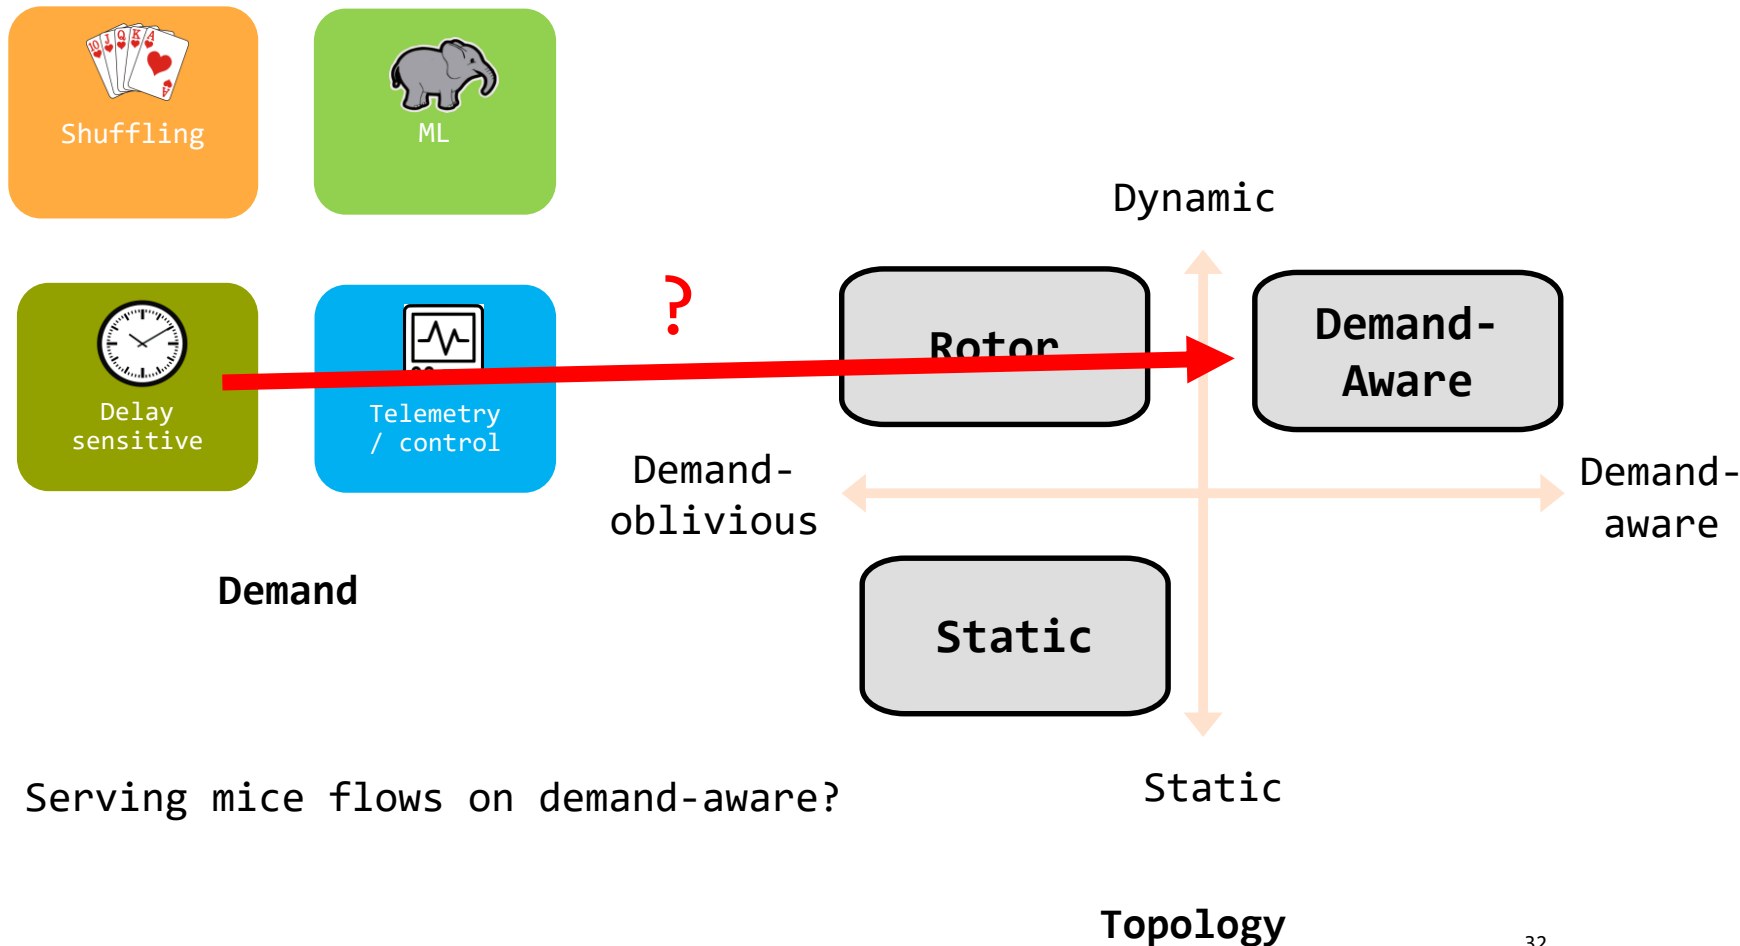 Shuffling
ML
Delay
sensitive
Telemetry
/ control
?
Demand
Serving mice flows on demand-aware?
Dynamic
Rotor
Demand-
Aware
Demand-
oblivious
Demand-
aware
Static
Static
Topology
32